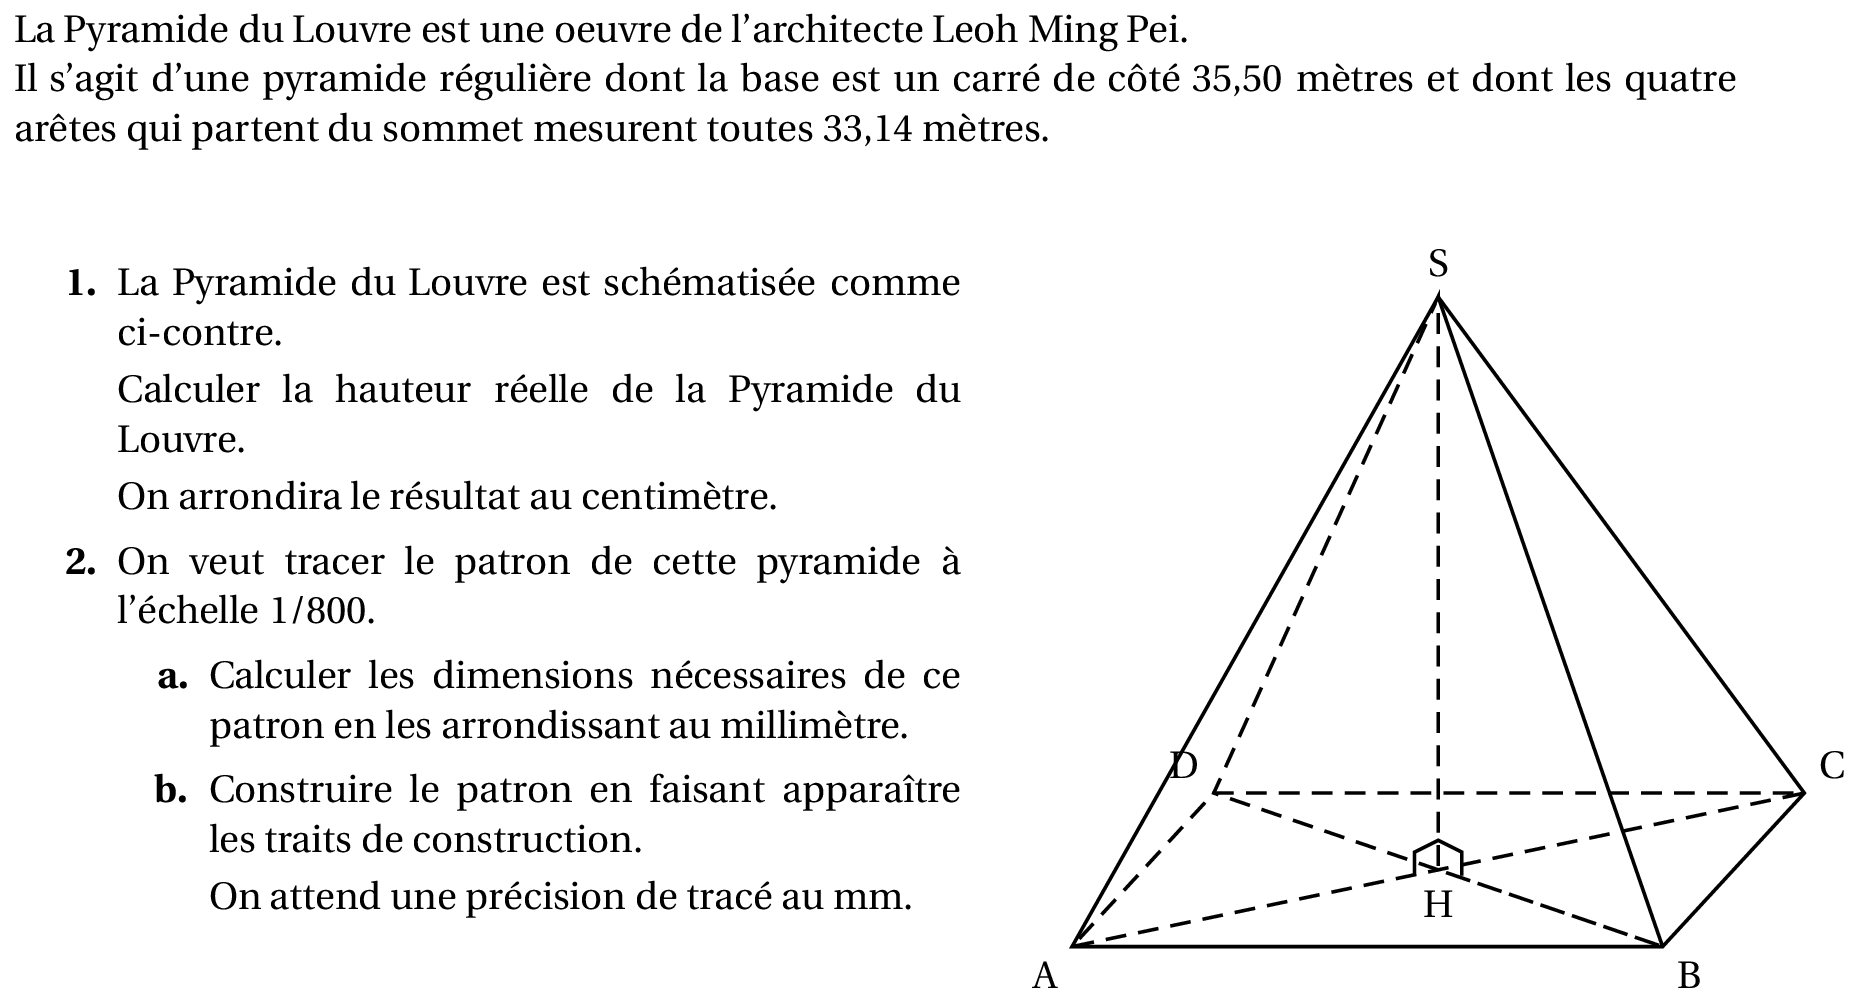 La Pyramide du Louvre est une oeuvre de l'architecte Leoh Ming Pei.
Il s'agit d'une pyramide régulière dont la base est un carré de côté 35,50 mètres et dont les quatre
arêtes qui partent du sommet mesurent toutes 33,14 mètres.
1. La Pyramide du Louvre est schématisée comme
ci-contre.
Calculer la hauteur réelle de la Pyramide du
Louvre.
On arrondira le résultat au centimètre.
2. On veut tracer le patron de cette pyramide à
l'échelle 1/800.
a. Calculer les dimensions nécessaires de ce
patron en les arrondissant au millimètre.
b. Construire le patron en faisant apparaître
les traits de construction.
On attend une précision de tracé au mm.
S
D
C
H
A
B